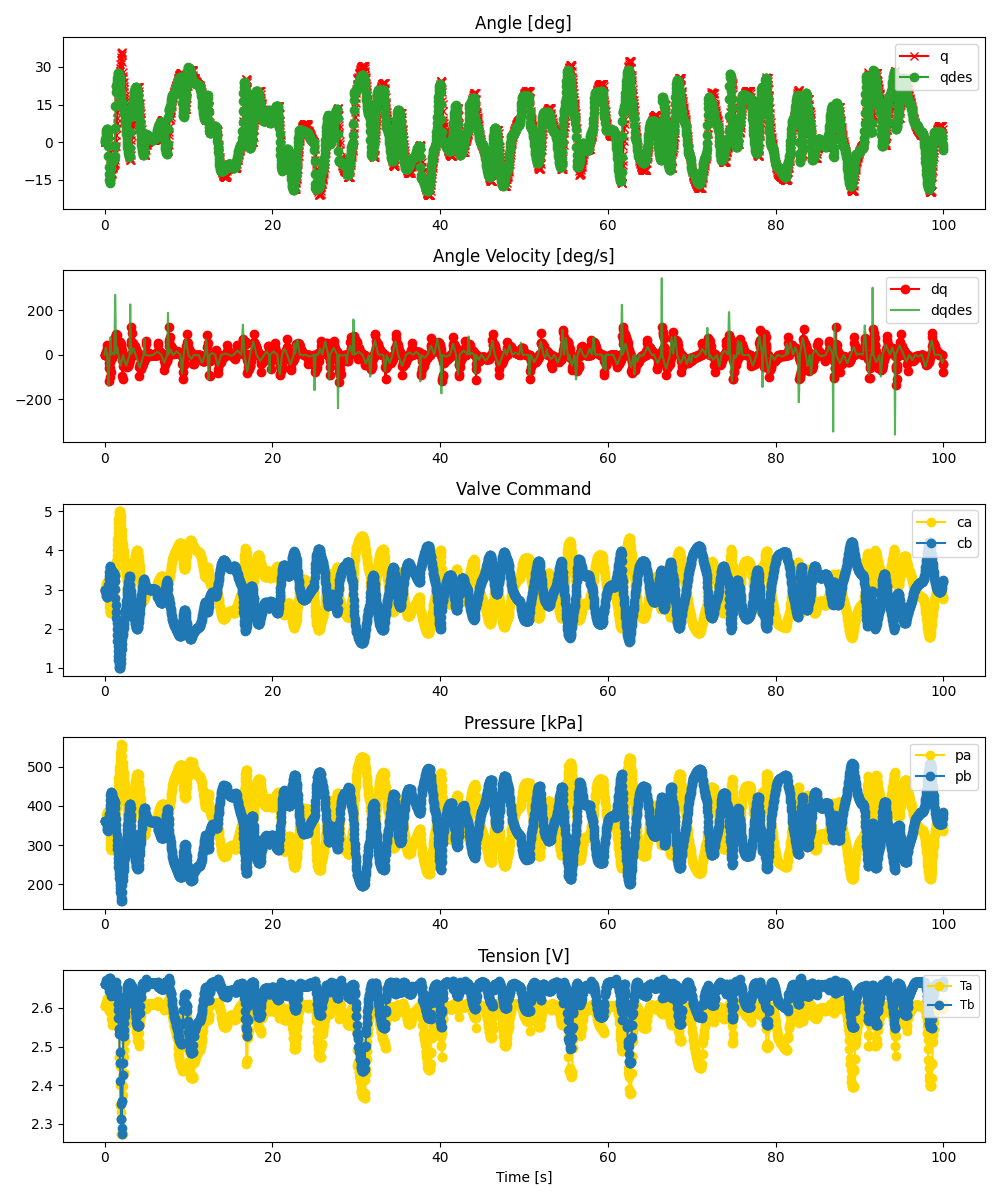 Angle [deg]
30
15
0
−15
q
qdes
0 20 40 60 80 100
Angle Velocity [deg/s]
200
0
−200
dq
dqdes
0 20 40 60 80 100
Valve Command
5
4
3
2
1
ca
cb
0 20 40 60 80 100
Pressure [kPa]
500
400
300
200
pa
pb
0 20 40 60 80 100
Tension [V]
2.6
2.5
2.4
2.3
Ta
Tb
0 20 40 60 80 100
Time [s]